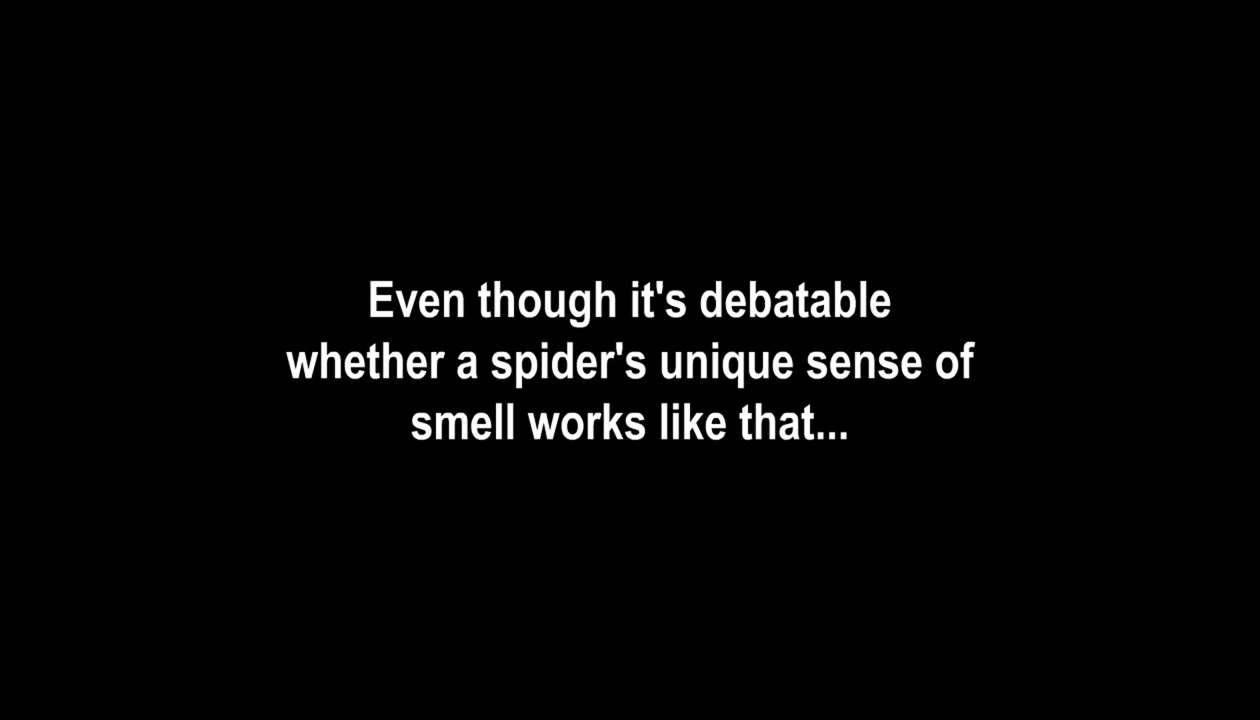 Even though it's debatable
whether a spider's unique sense of
smell works like that...